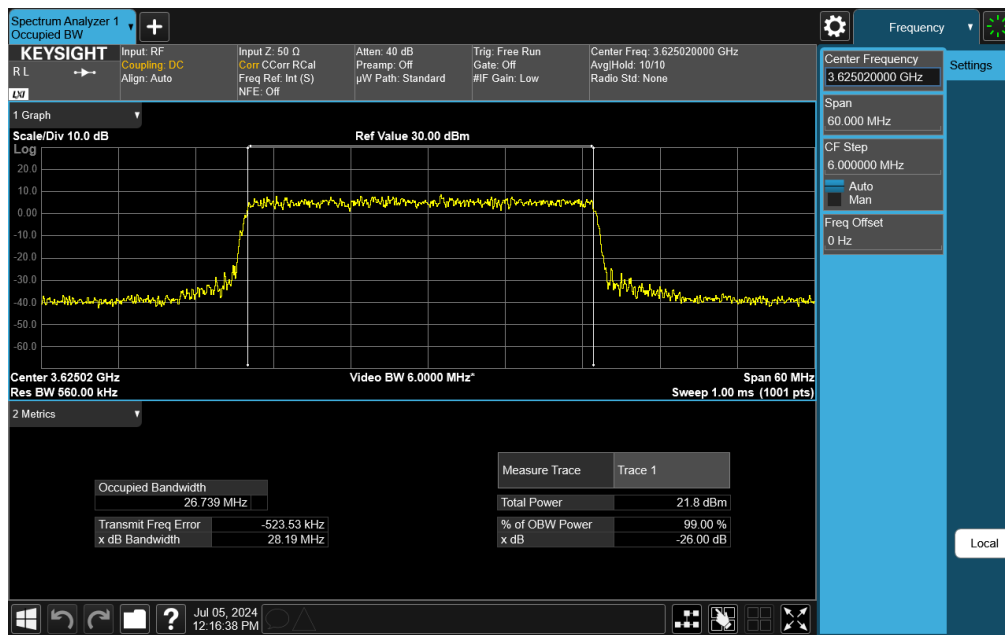 Spectrum Analyzer 1
Occupied BW
Frequency
KEYSIGHT
R L
LXI
Input: RF
Coupling: DC
Align: Auto
Input Z: 50 Ω
Corr CCorr RCal
Freq Ref: Int (S)
NFE: Off
Atten: 40 dB
Preamp: Off
µW Path: Standard
Trig: Free Run
Gate: Off
#IF Gain: Low
Center Freq: 3.625020000 GHz
Avg|Hold: 10/10
Radio Std: None
Center Frequency
3.625020000 GHz
Settings
Span
60.000 MHz
CF Step
6.000000 MHz
Auto
Man
Freq Offset
0 Hz
1 Graph
Scale/Div 10.0 dB
Ref Value 30.00 dBm
Log
20.0
10.0
0.00
-10.0
-20.0
-30.0
-40.0
-50.0
-60.0
Center 3.62502 GHz
Video BW 6.0000 MHz*
Span 60 MHz
Res BW 560.00 kHz
Sweep 1.00 ms (1001 pts)
2 Metrics
Occupied Bandwidth
26.739 MHz
Transmit Freq Error -523.53 kHz
x dB Bandwidth 28.19 MHz
Measure Trace Trace 1
Total Power 21.8 dBm
% of OBW Power 99.00 %
x dB -26.00 dB
Local
?
Jul 05, 2024
12:16:38 PM